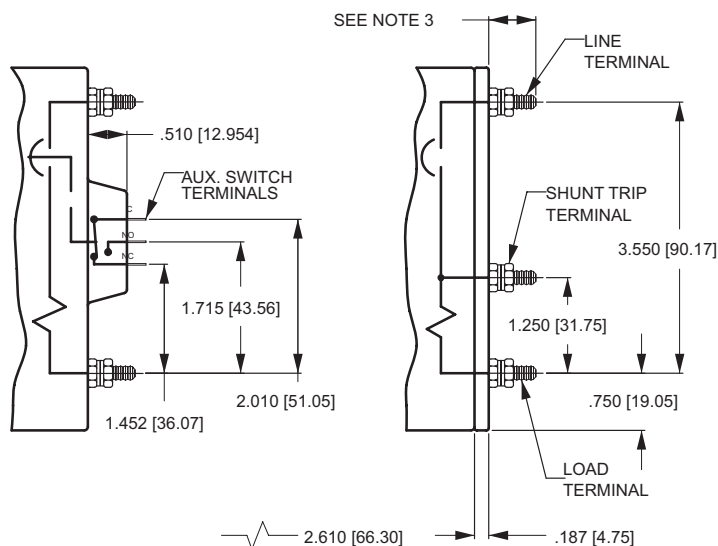 SEE NOTE 3
LINE
TERMINAL
.510 [12.954]
AUX. SWITCH
TERMINALS
C
NO
NC
SHUNT TRIP
TERMINAL
3.550 [90.17]
1.715 [43.56]
1.250 [31.75]
2.010 [51.05]
.750 [19.05]
1.452 [36.07]
LOAD
TERMINAL
2.610 [66.30]
.187 [4.75]